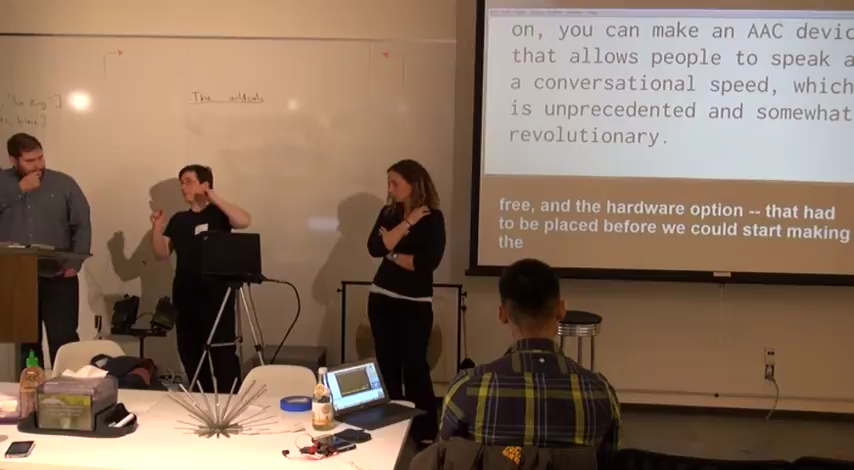 on, you can make an AAC devic
that allows people to speak a
a conversational speed, which
is unprecedented and somewhat
revolutionary.
free, and the hardware option -- that had
to be placed before we could start making
the
The